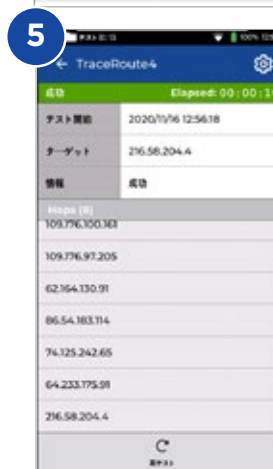 5
TraceRoute4
成功 Elapsed: 00:00:1
テスト開始 2020/11/16 12:56:18
ターゲット 216.58.204.4
情報 成功
Hops (8)
109.176.100.161
109.176.97.205
62.164.130.91
86.54.183.114
74.125.242.65
64.233.175.91
216.58.204.4
再テスト